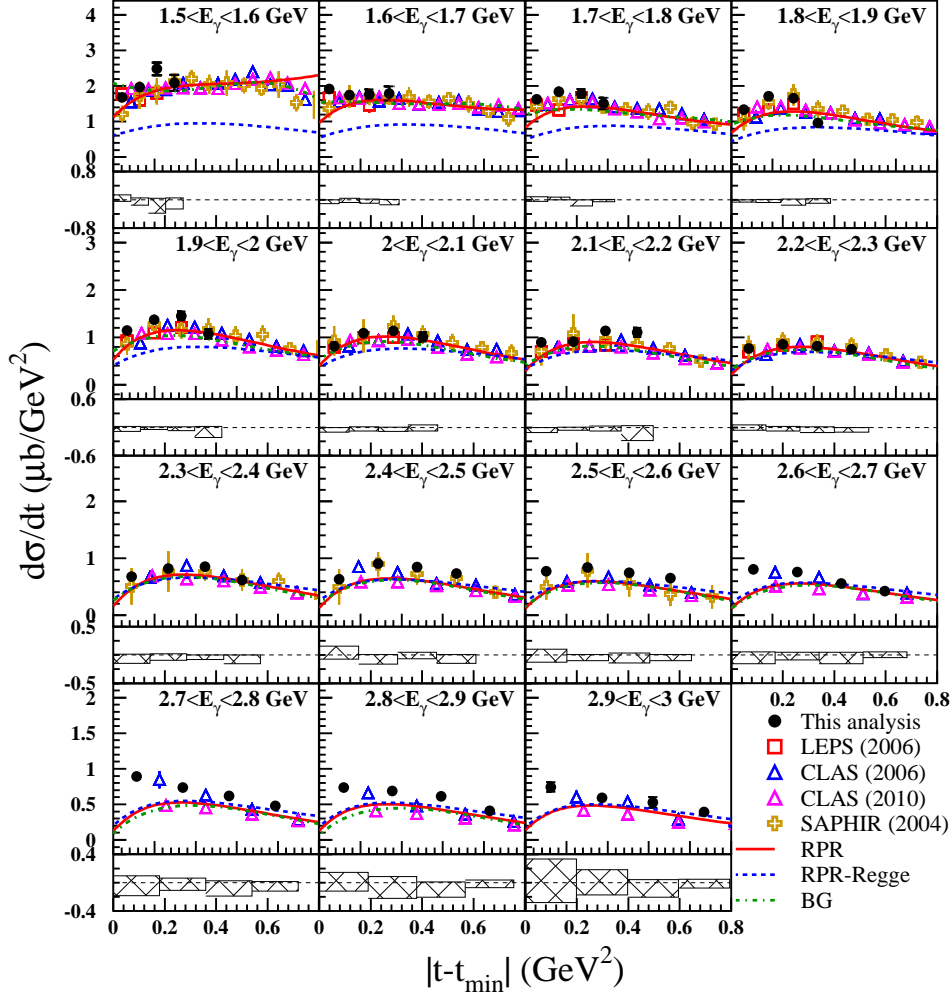 1.5<Eγ<1.6 GeV
1.6<Eγ<1.7 GeV
1.7<Eγ<1.8 GeV
1.8<Eγ<1.9 GeV
4
3
2
1
0
0.8
-0.8
1.9<Eγ<2 GeV
2<Eγ<2.1 GeV
2.1<Eγ<2.2 GeV
2.2<Eγ<2.3 GeV
3
2
1
0
0.6
-0.6
2.3<Eγ<2.4 GeV
2.4<Eγ<2.5 GeV
2.5<Eγ<2.6 GeV
2.6<Eγ<2.7 GeV
2
1
0
0.5
-0.5
0 0.2 0.4 0.6 0.8
2.7<Eγ<2.8 GeV
2.8<Eγ<2.9 GeV
2.9<Eγ<3 GeV
2
1.5
1
0.5
0
0.4
-0.4
0 0.2 0.4 0.6 0 0.2 0.4 0.6 0 0.2 0.4 0.6 0.8
This analysis
LEPS (2006)
CLAS (2006)
CLAS (2010)
SAPHIR (2004)
RPR
RPR-Regge
BG
dσ/dt (μb/GeV²)
|t-tmin| (GeV²)